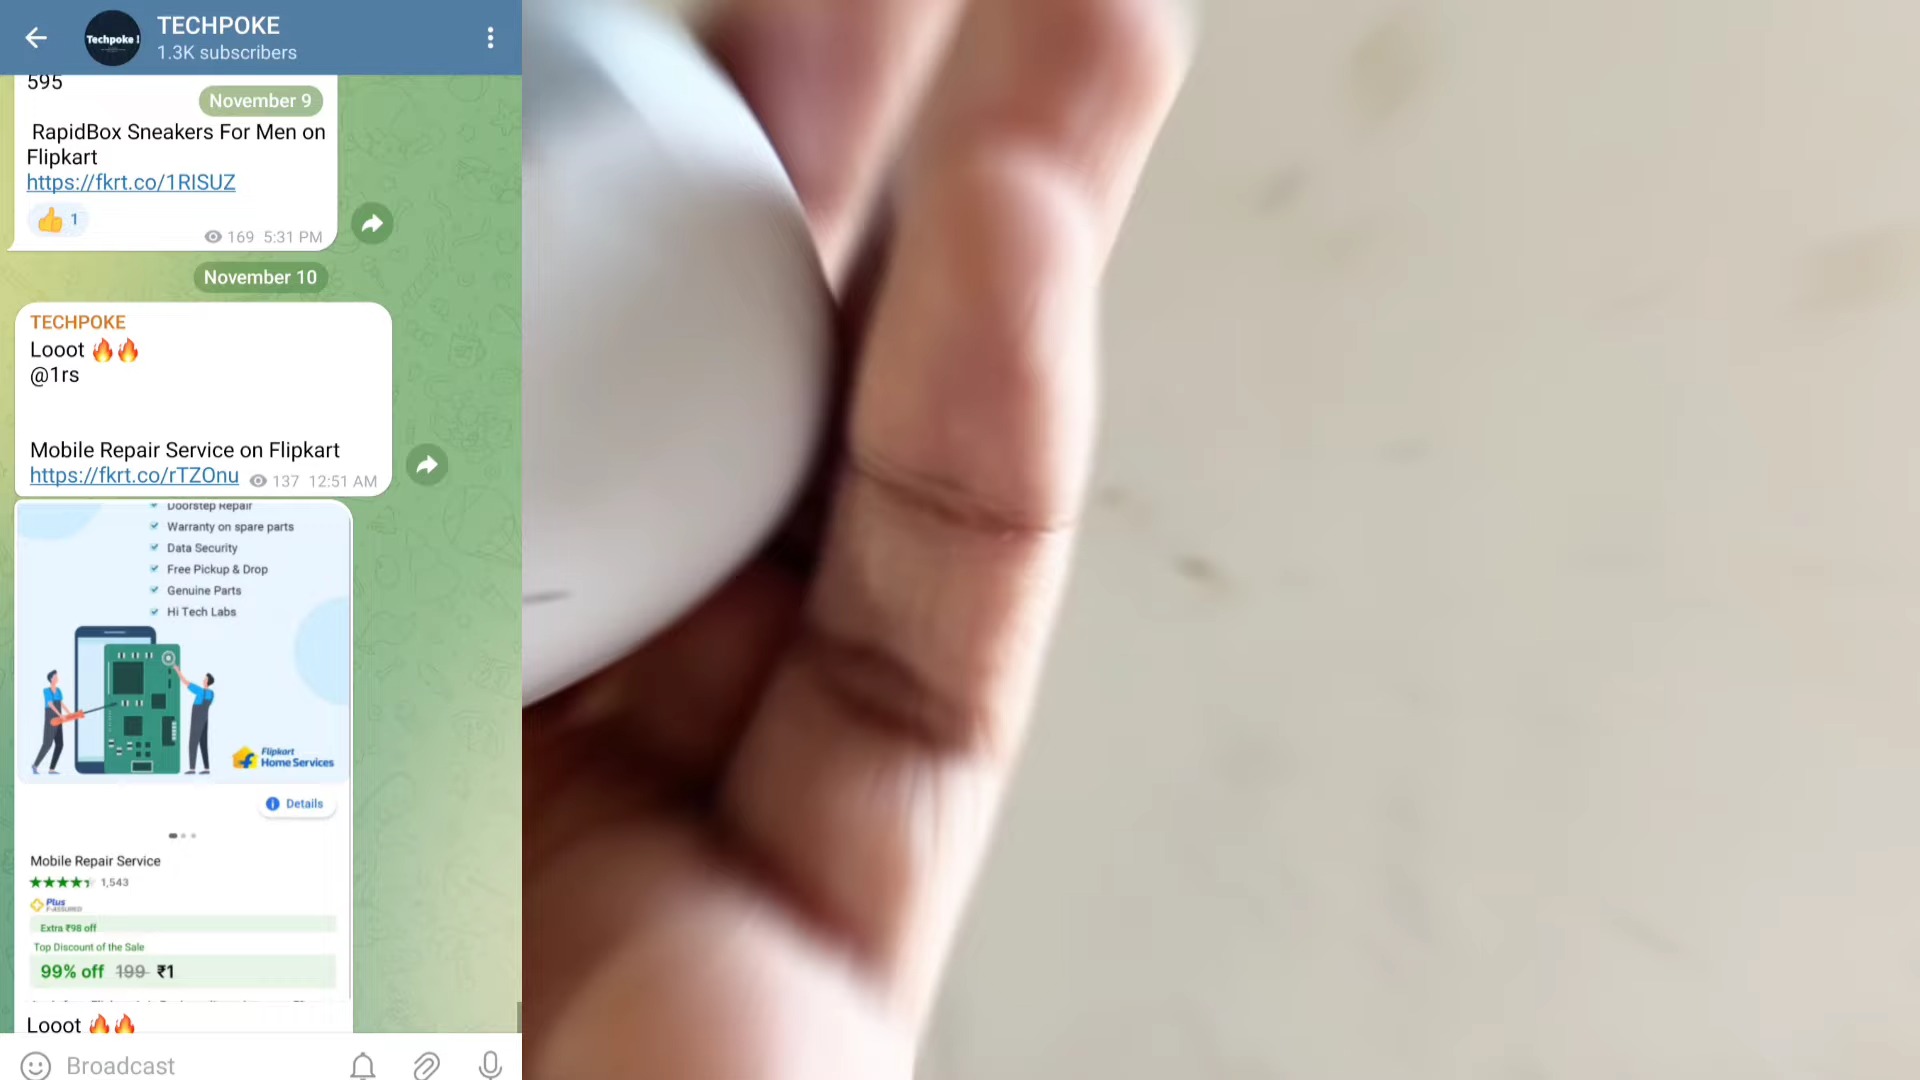 TECHPOKE
Techpoke !
1.3K subscribers
595
November 9
RapidBox Sneakers For Men on
Flipkart
https://fkrt.co/1RlSUZ
1
169 5:31 PM
November 10
TECHPOKE
Looot 🔥🔥
@1rs
Mobile Repair Service on Flipkart
https://fkrt.co/rTZOnu 137 12:51 AM
Doorstep Repair
Warranty on spare parts
Data Security
Free Pickup & Drop
Genuine Parts
Hi Tech Labs
Flipkart
Home Services
Details
Mobile Repair Service
1,543
Plus
F-ASSURED
Extra ₹98 off
Top Discount of the Sale
99% off 199 ₹1
Looot 🔥🔥
Broadcast